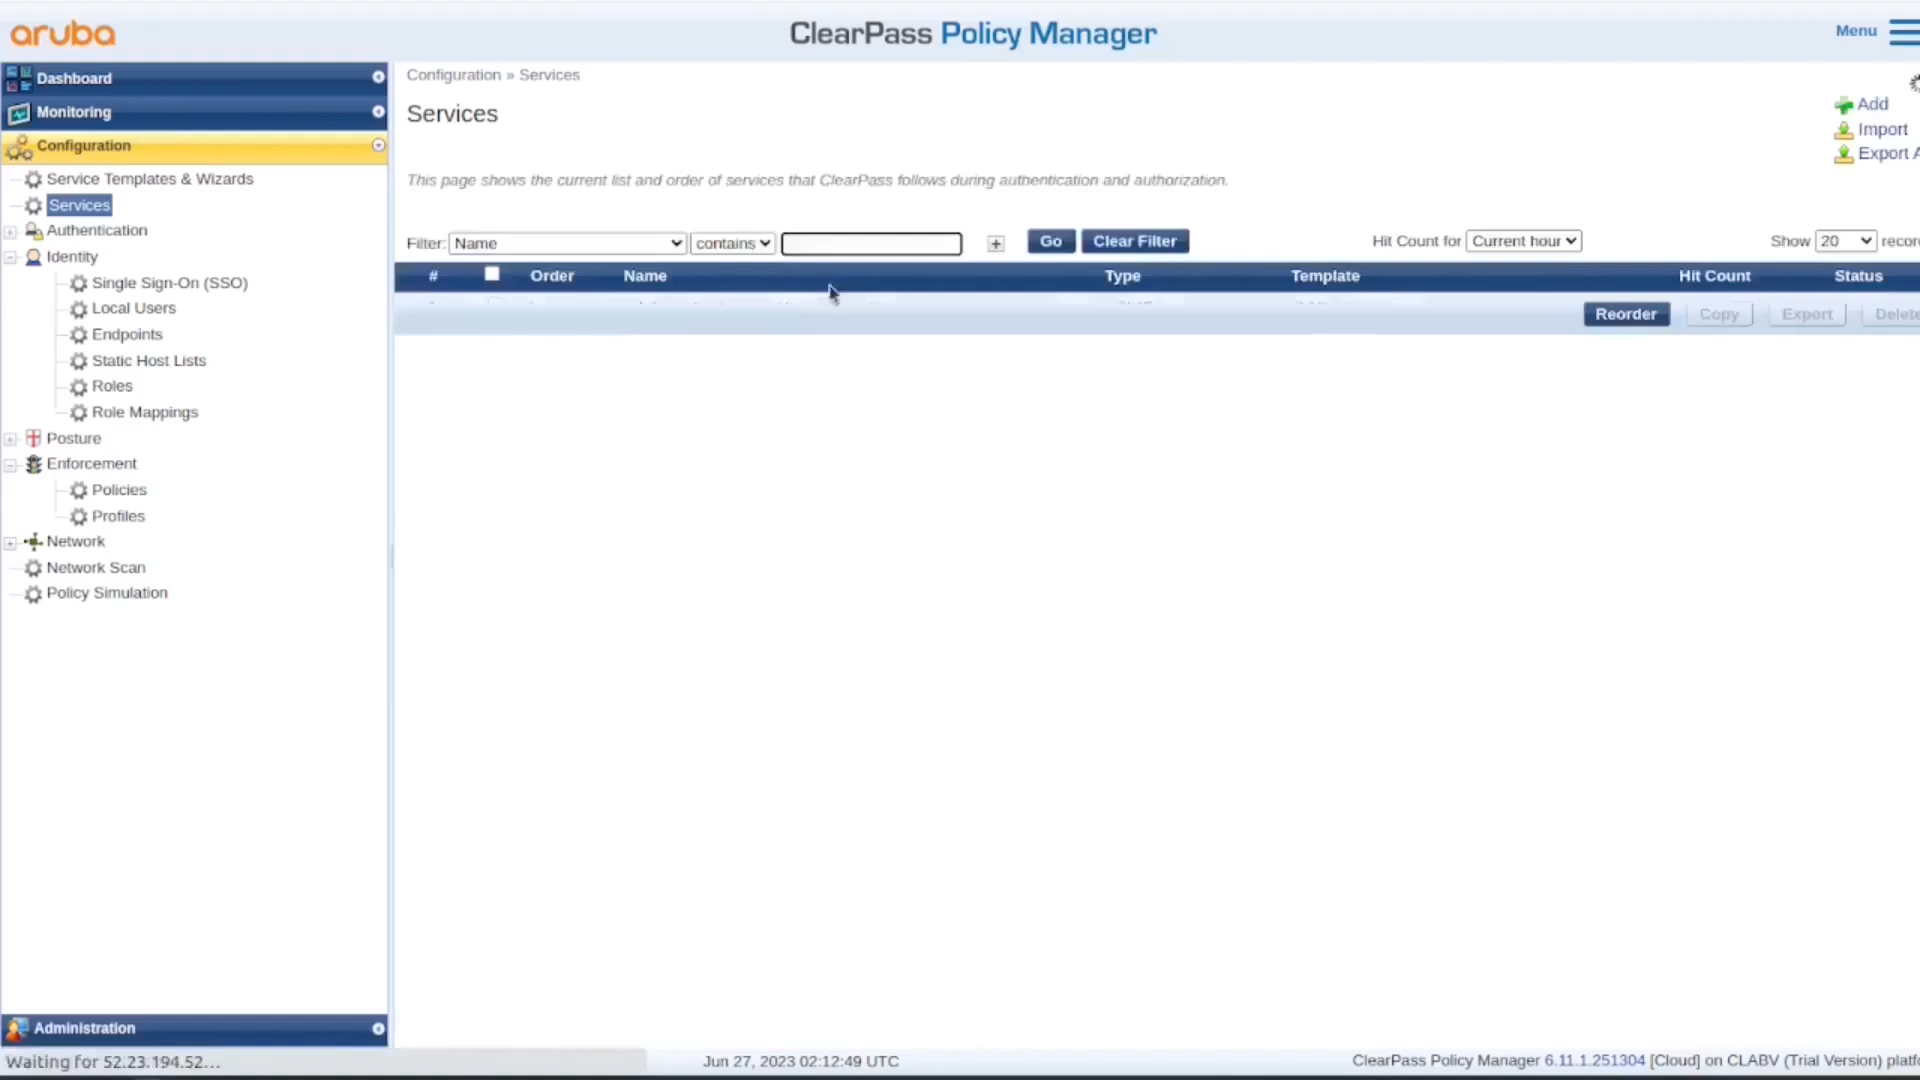 aruba
ClearPass Policy Manager
Menu
Dashboard
Monitoring
Configuration
Service Templates & Wizards
Services
Authentication
Identity
Single Sign-On (SSO)
Local Users
Endpoints
Static Host Lists
Roles
Role Mappings
Posture
Enforcement
Policies
Profiles
Network
Network Scan
Policy Simulation
Administration
Configuration » Services
Services
Add
Import
Export A
This page shows the current list and order of services that ClearPass follows during authentication and authorization.
Filter: Name contains + Go Clear Filter Hit Count for Current hour Show 20 recor
# Order Name Type Template Hit Count Status
Reorder Copy Export Delete
Waiting for 52.23.194.52... Jun 27, 2023 02:12:49 UTC ClearPass Policy Manager 6.11.1.251304 [Cloud] on CLABV (Trial Version) platfo